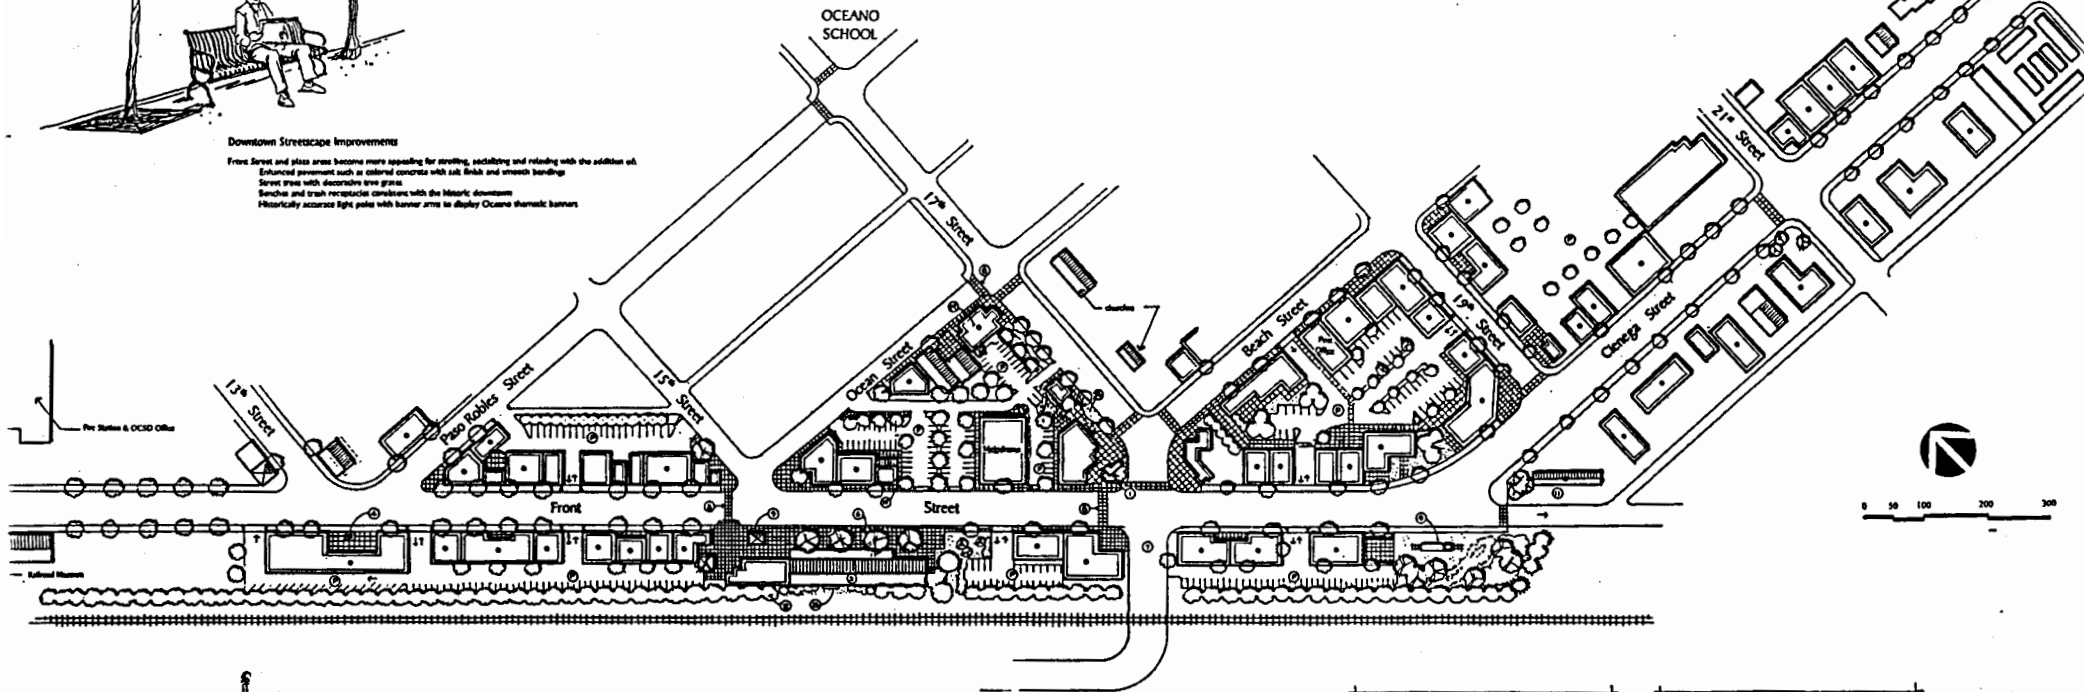 OCEANO
SCHOOL
Downtown Streetscape Improvements
Front Street and plaza areas become more appealing for strolling, socializing and relaxing with the addition of:
Enhanced pavement such as colored concrete with salt finish and smooth bandings
Street trees with decorative tree grates
Benches and trash receptacles consistent with the historic downtown
Historically accurate light poles with banner arms to display Oceano thematic banners
21st Street
17th Street
churches
19th Street
Beach Street
Cienega Street
Post
Office
Ocean Street
15th Street
Paso Robles Street
13th Street
Fire Station & OCSD Office
Melodrama
Front Street
0 50 100 200 300
Railroad Museum